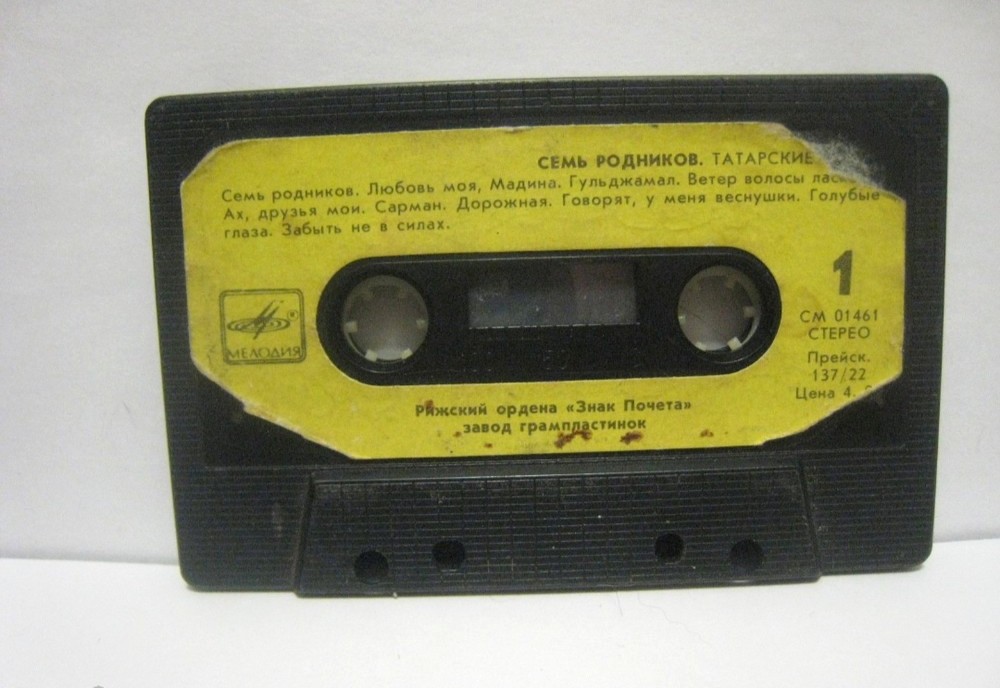 СЕМЬ РОДНИКОВ. ТАТАРСКИЕ
Семь родников. Любовь моя, Мадина. Гульджамал. Ветер волосы
Ах, друзья мои. Сарман. Дорожная. Говорят, у меня веснушки. Голубые
глаза. Забыть не в силах.
1
СМ 01461
СТЕРЕО
Прейск.
137/22
Цена 4.
®
МЕЛОДИЯ
Рижский ордена «Знак Почета»
завод грампластинок